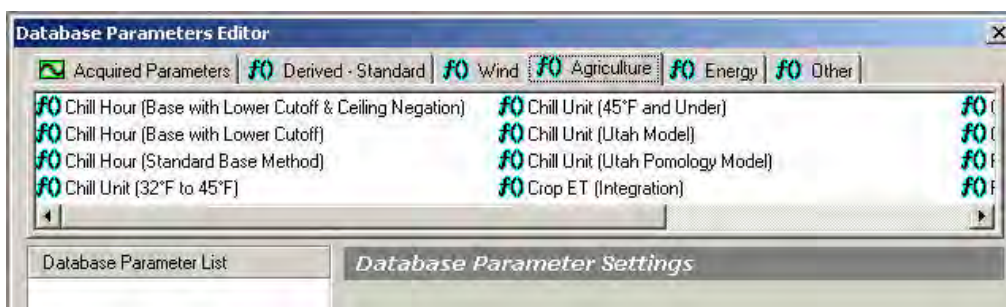 Database Parameters Editor
Acquired Parameters f() Derived - Standard f() Wind f() Agriculture f() Energy f() Other
f() Chill Hour (Base with Lower Cutoff & Ceiling Negation) f() Chill Unit (45°F and Under) f()
f() Chill Hour (Base with Lower Cutoff) f() Chill Unit (Utah Model) f()
f() Chill Hour (Standard Base Method) f() Chill Unit (Utah Pomology Model) f()
f() Chill Unit (32°F to 45°F) f() Crop ET (Integration) f()
Database Parameter List Database Parameter Settings